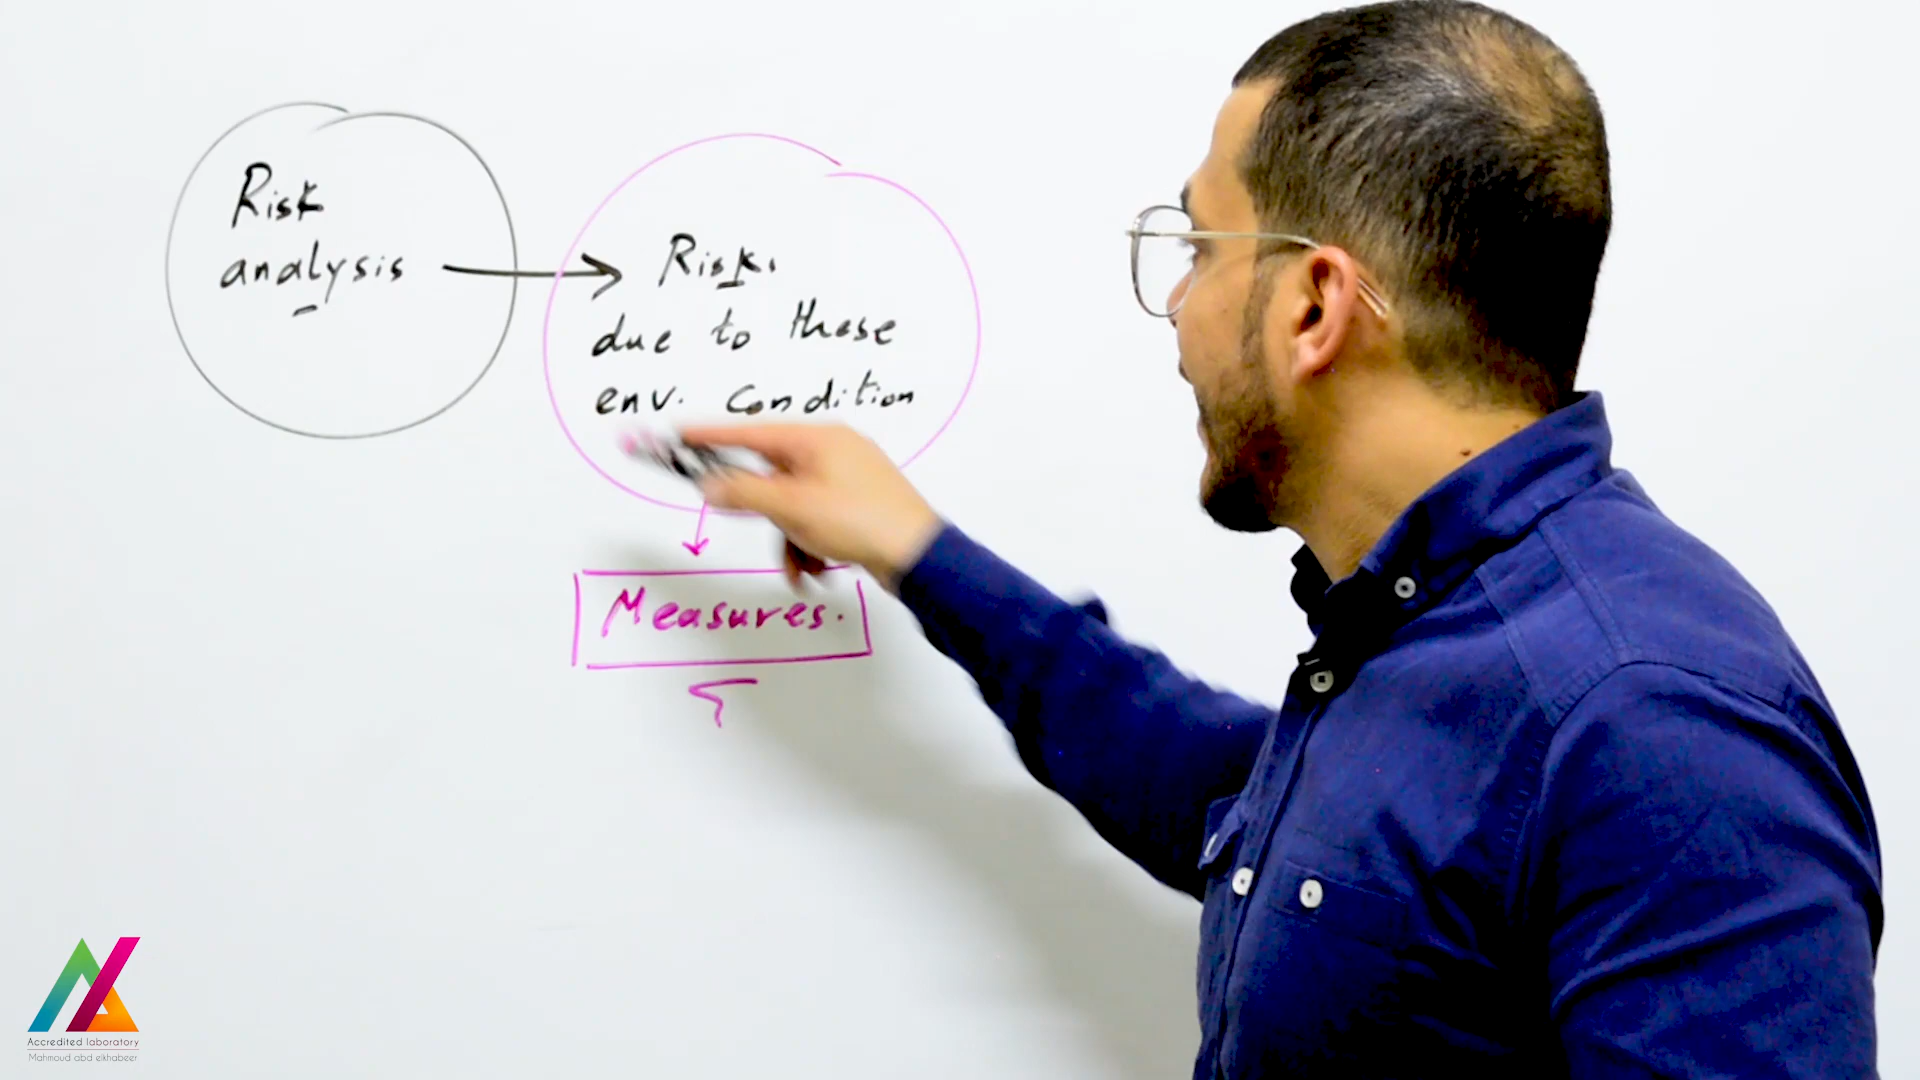 Risk
analysis
Risk.
due to these
env. Condition
Measures.
Accredited laboratory
Mahmoud abd elkhabeer